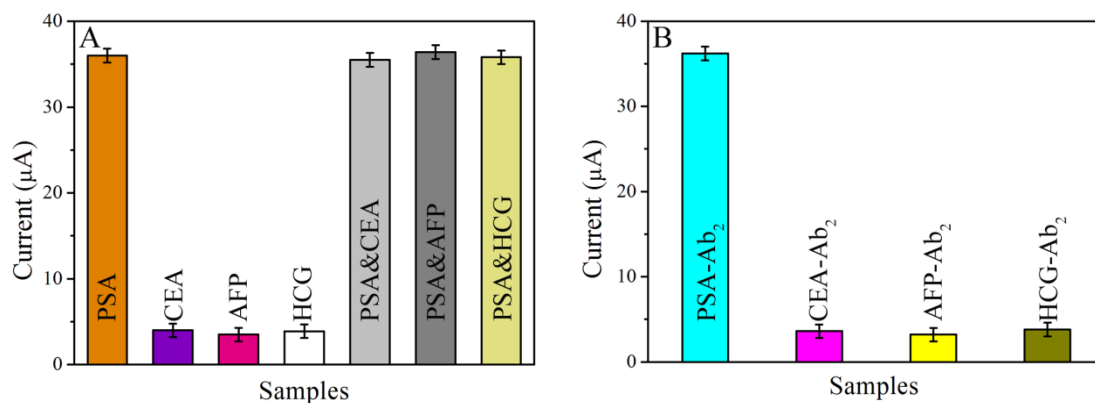 A
Current (μA)
40
30
20
10
0
PSA
CEA
AFP
HCG
PSA&CEA
PSA&AFP
PSA&HCG
Samples
B
Current (μA)
40
30
20
10
0
PSA-Ab₂
CEA-Ab₂
AFP-Ab₂
HCG-Ab₂
Samples